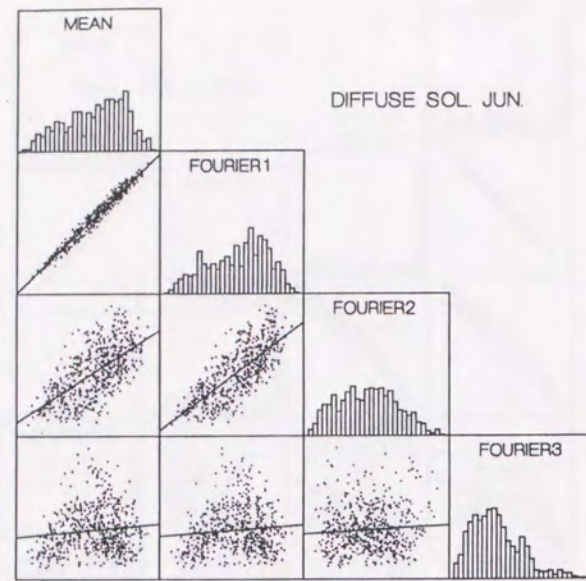 MEAN
DIFFUSE SOL. JUN.
FOURIER1
FOURIER2
FOURIER3